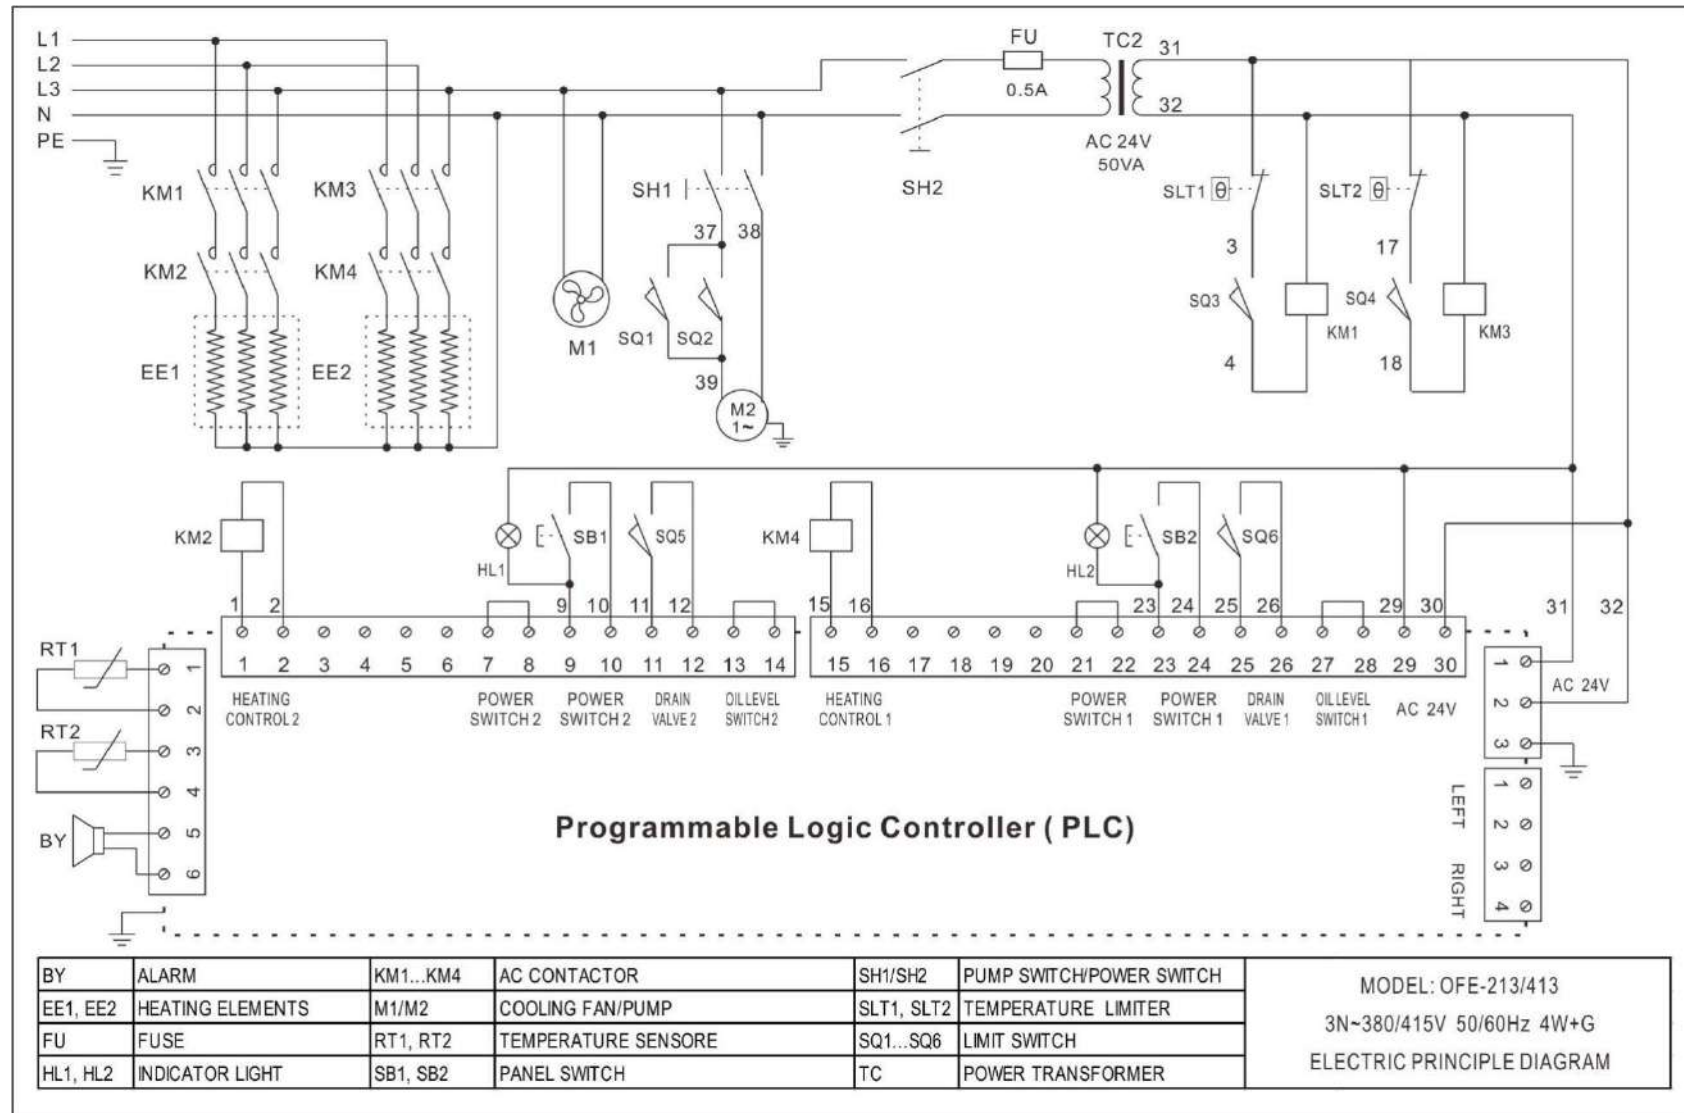 L1
L2
L3
N
PE
FU
0.5A
TC2
31
32
AC 24V
50VA
KM1
KM3
SH1
SH2
SLT1 θ
SLT2 θ
37
38
3
17
KM2
KM4
SQ3
SQ4
KM1
KM3
M1
SQ1
SQ2
EE1
EE2
39
4
18
M2
1~
KM2
HL1
SB1
SQ5
KM4
HL2
SB2
SQ6
1 2 9 10 11 12 15 16 23 24 25 26 29 30 31 32
1 2 3 4 5 6 7 8 9 10 11 12 13 14 15 16 17 18 19 20 21 22 23 24 25 26 27 28 29 30
HEATING CONTROL 2
POWER SWITCH 2
POWER SWITCH 2
DRAIN VALVE 2
OIL LEVEL SWITCH 2
HEATING CONTROL 1
POWER SWITCH 1
POWER SWITCH 1
DRAIN VALVE 1
OIL LEVEL SWITCH 1
AC 24V
RT1
RT2
BY
1
2
3
4
5
6
1
2
3
AC 24V
1
2
3
4
LEFT
RIGHT
Programmable Logic Controller ( PLC)
BY ALARM KM1...KM4 AC CONTACTOR SH1/SH2 PUMP SWITCH/POWER SWITCH
EE1, EE2 HEATING ELEMENTS M1/M2 COOLING FAN/PUMP SLT1, SLT2 TEMPERATURE LIMITER
FU FUSE RT1, RT2 TEMPERATURE SENSORE SQ1...SQ6 LIMIT SWITCH
HL1, HL2 INDICATOR LIGHT SB1, SB2 PANEL SWITCH TC POWER TRANSFORMER
MODEL: OFE-213/413
3N~380/415V 50/60Hz 4W+G
ELECTRIC PRINCIPLE DIAGRAM